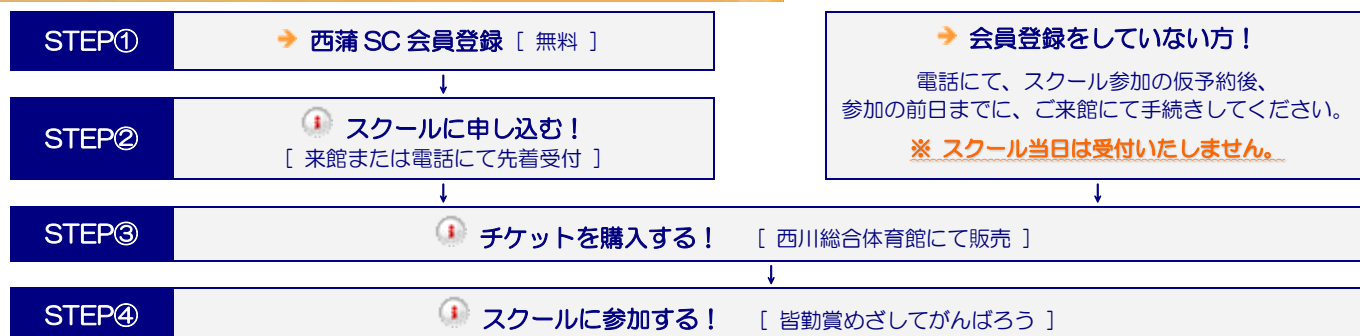 STEP① 西蒲SC会員登録 [ 無料 ]
STEP② スクールに申し込む！
[ 来館または電話にて先着受付 ]
会員登録をしていない方！
電話にて、スクール参加の仮予約後、
参加の前日までに、ご来館にて手続きしてください。
※ スクール当日は受付いたしません。
STEP③ チケットを購入する！ [ 西川総合体育館にて販売 ]
STEP④ スクールに参加する！ [ 皆勤賞めざしてがんばろう ]